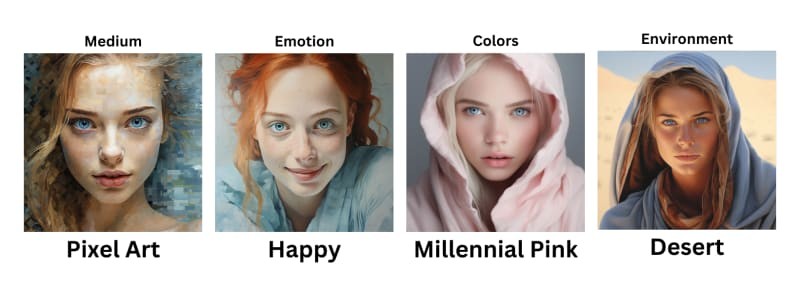 Medium
Emotion
Colors
Environment
Pixel Art
Happy
Millennial Pink
Desert